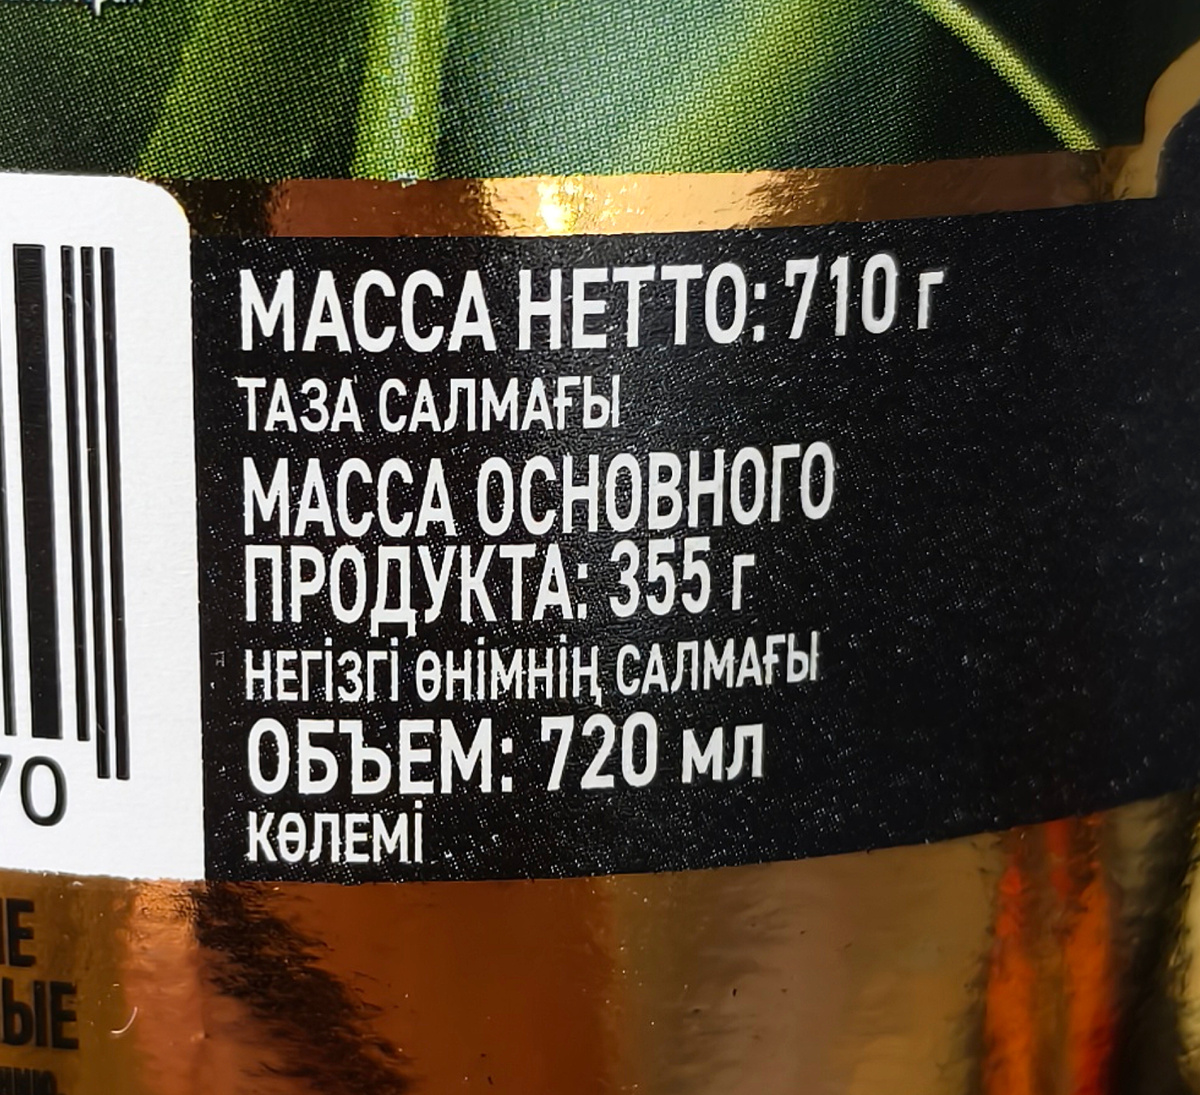 МАССА НЕТТО: 710 г
ТАЗА САЛМАҒЫ
МАССА ОСНОВНОГО
ПРОДУКТА: 355 г
НЕГІЗГІ ӨНІМНІҢ САЛМАҒЫ
ОБЪЕМ: 720 мл
КӨЛЕМІ
70